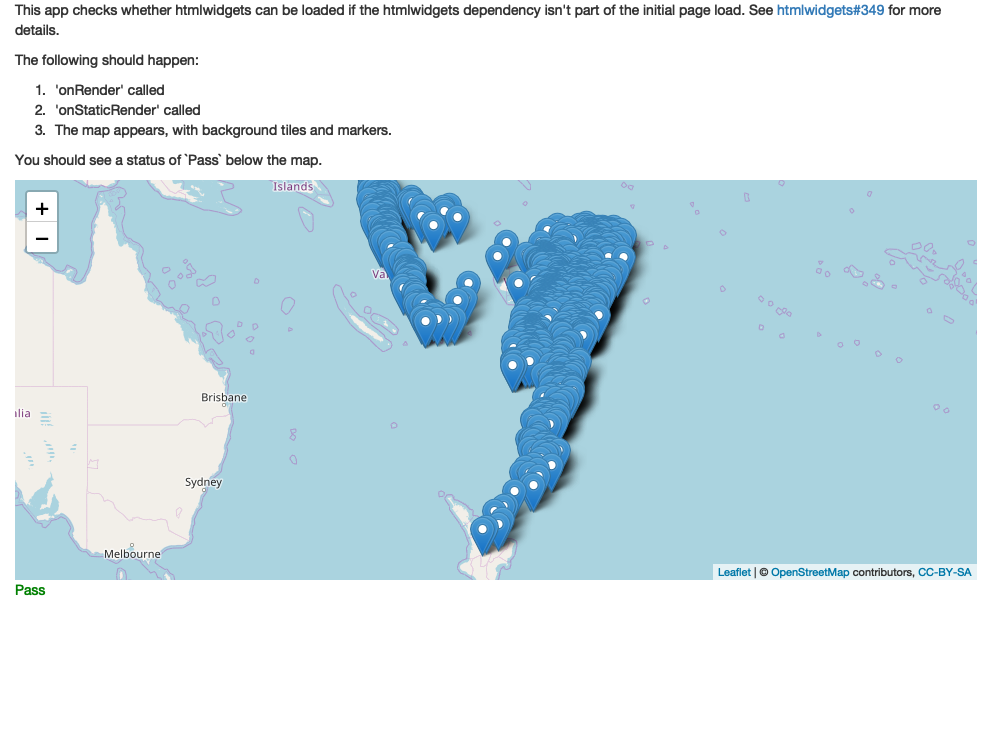 This app checks whether htmlwidgets can be loaded if the htmlwidgets dependency isn't part of the initial page load. See htmlwidgets#349 for more
details.
The following should happen:
1. 'onRender' called
2. 'onStaticRender' called
3. The map appears, with background tiles and markers.
You should see a status of `Pass` below the map.
Islands
+
−
Va
Brisbane
alia
Sydney
Melbourne
Leaflet | © OpenStreetMap contributors, CC-BY-SA
Pass